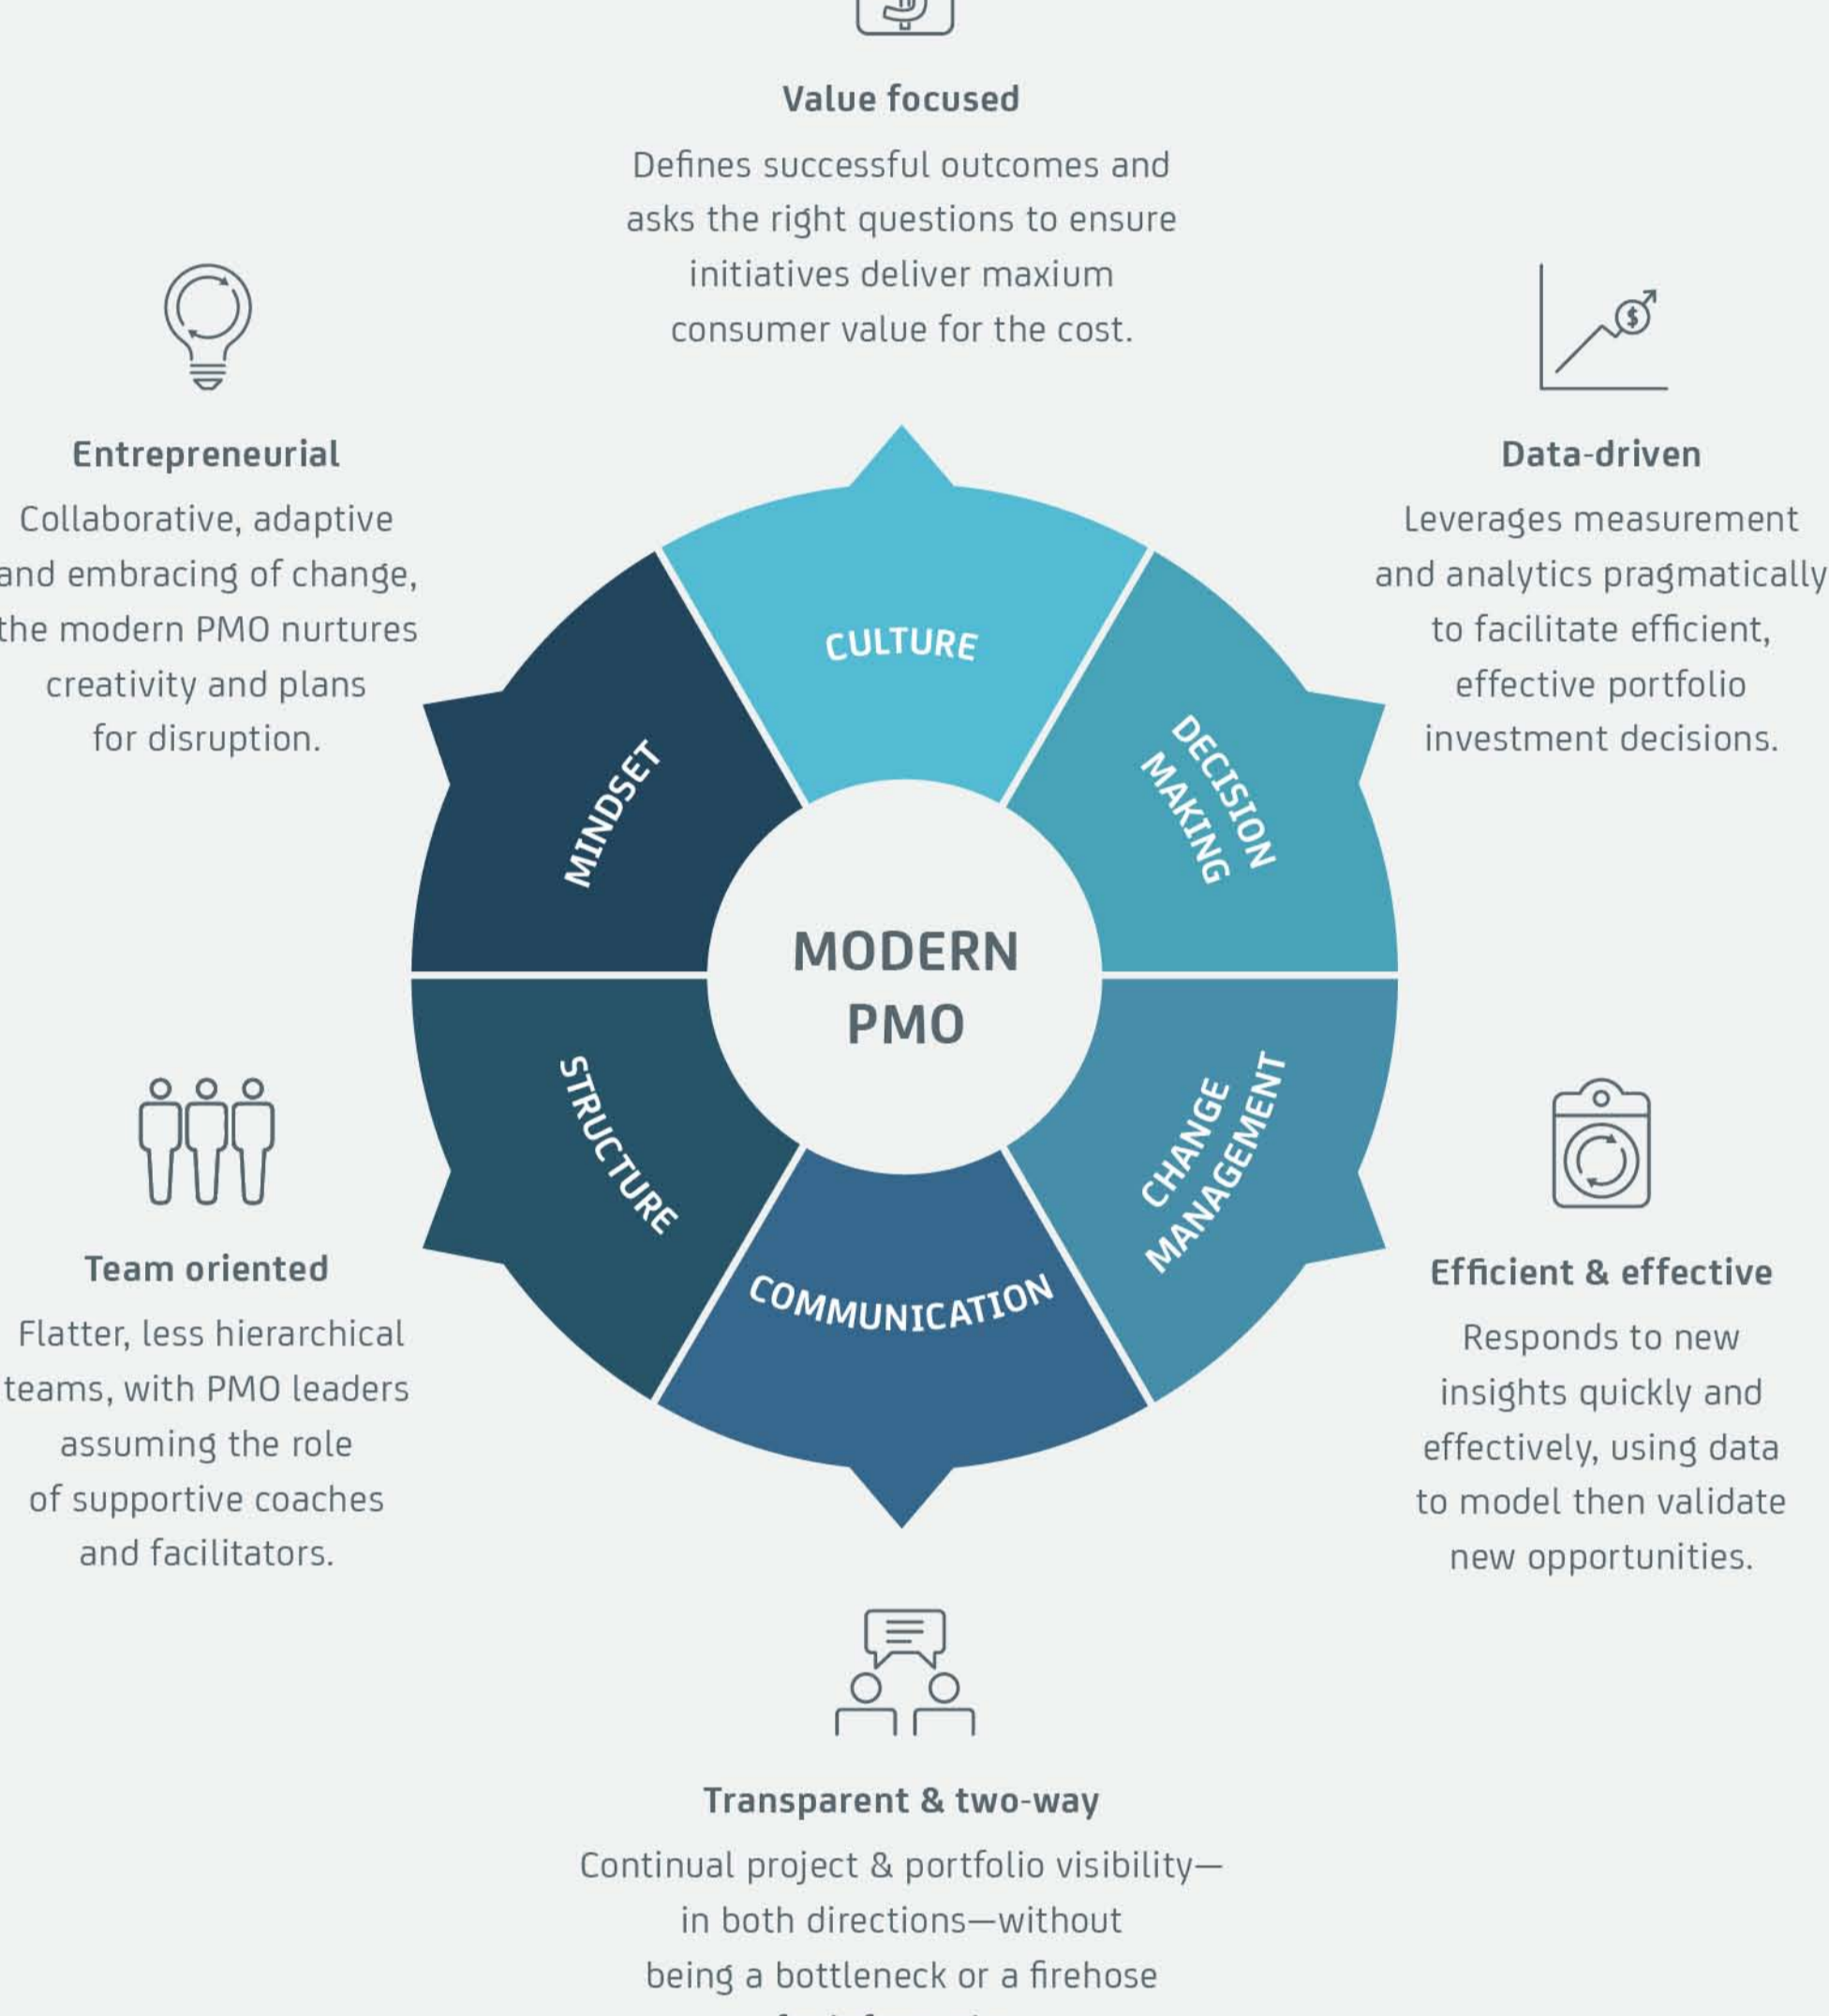 Value focused
Defines successful outcomes and
asks the right questions to ensure
initiatives deliver maxium
consumer value for the cost.
Entrepreneurial
Collaborative, adaptive
and embracing of change,
the modern PMO nurtures
creativity and plans
for disruption.
Data-driven
Leverages measurement
and analytics pragmatically
to facilitate efficient,
effective portfolio
investment decisions.
CULTURE
DECISION
MAKING
MINDSET
MODERN
PMO
STRUCTURE
CHANGE
MANAGEMENT
COMMUNICATION
Team oriented
Flatter, less hierarchical
teams, with PMO leaders
assuming the role
of supportive coaches
and facilitators.
Efficient & effective
Responds to new
insights quickly and
effectively, using data
to model then validate
new opportunities.
Transparent & two-way
Continual project & portfolio visibility—
in both directions—without
being a bottleneck or a firehose